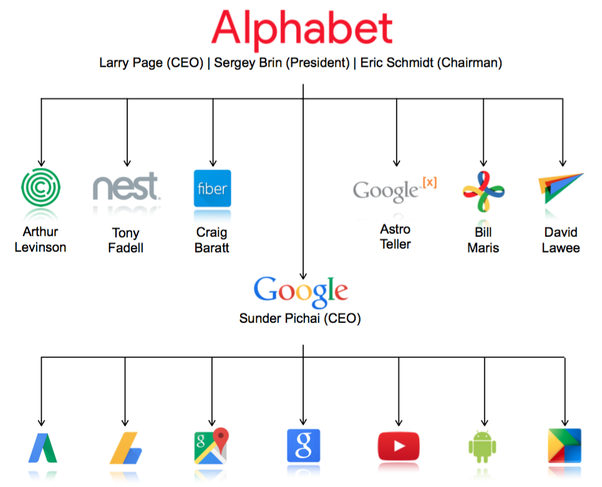 Alphabet
Larry Page (CEO) | Sergey Brin (President) | Eric Schmidt (Chairman)
nest
fiber
Google [x]
Arthur
Levinson
Tony
Fadell
Craig
Baratt
Astro
Teller
Bill
Maris
David
Lawee
Google
Sunder Pichai (CEO)
g
g